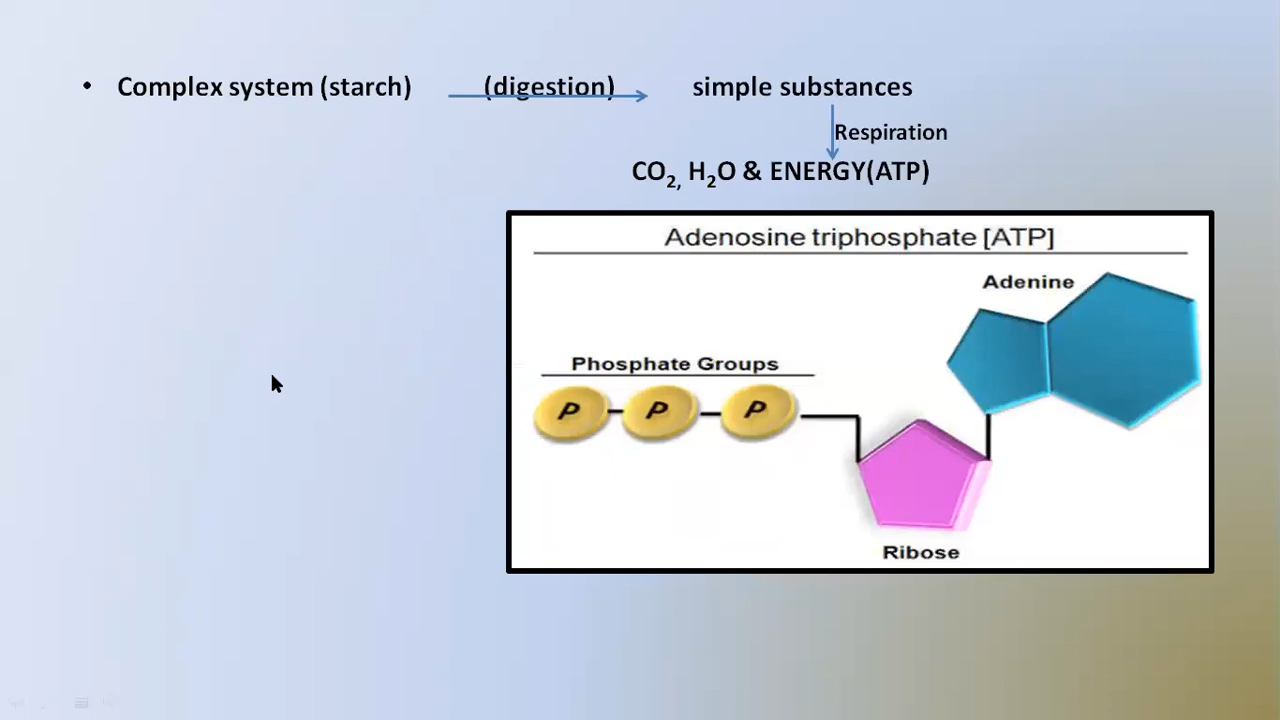 • Complex system (starch) (digestion) simple substances
Respiration
CO2, H2O & ENERGY(ATP)
Adenosine triphosphate [ATP]
Adenine
Phosphate Groups
P P P
Ribose